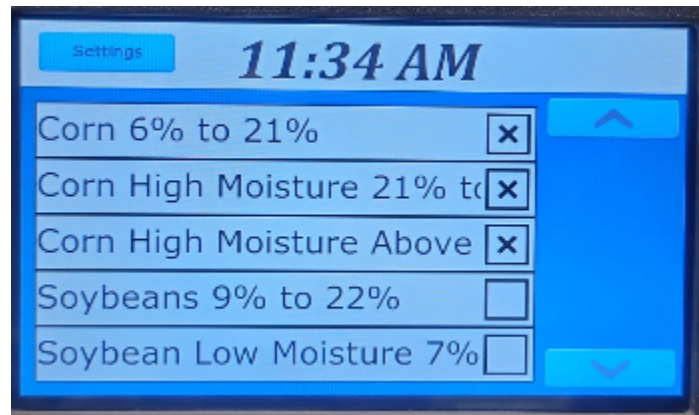 Settings
11:34 AM
Corn 6% to 21%
Corn High Moisture 21% to
Corn High Moisture Above
Soybeans 9% to 22%
Soybean Low Moisture 7%